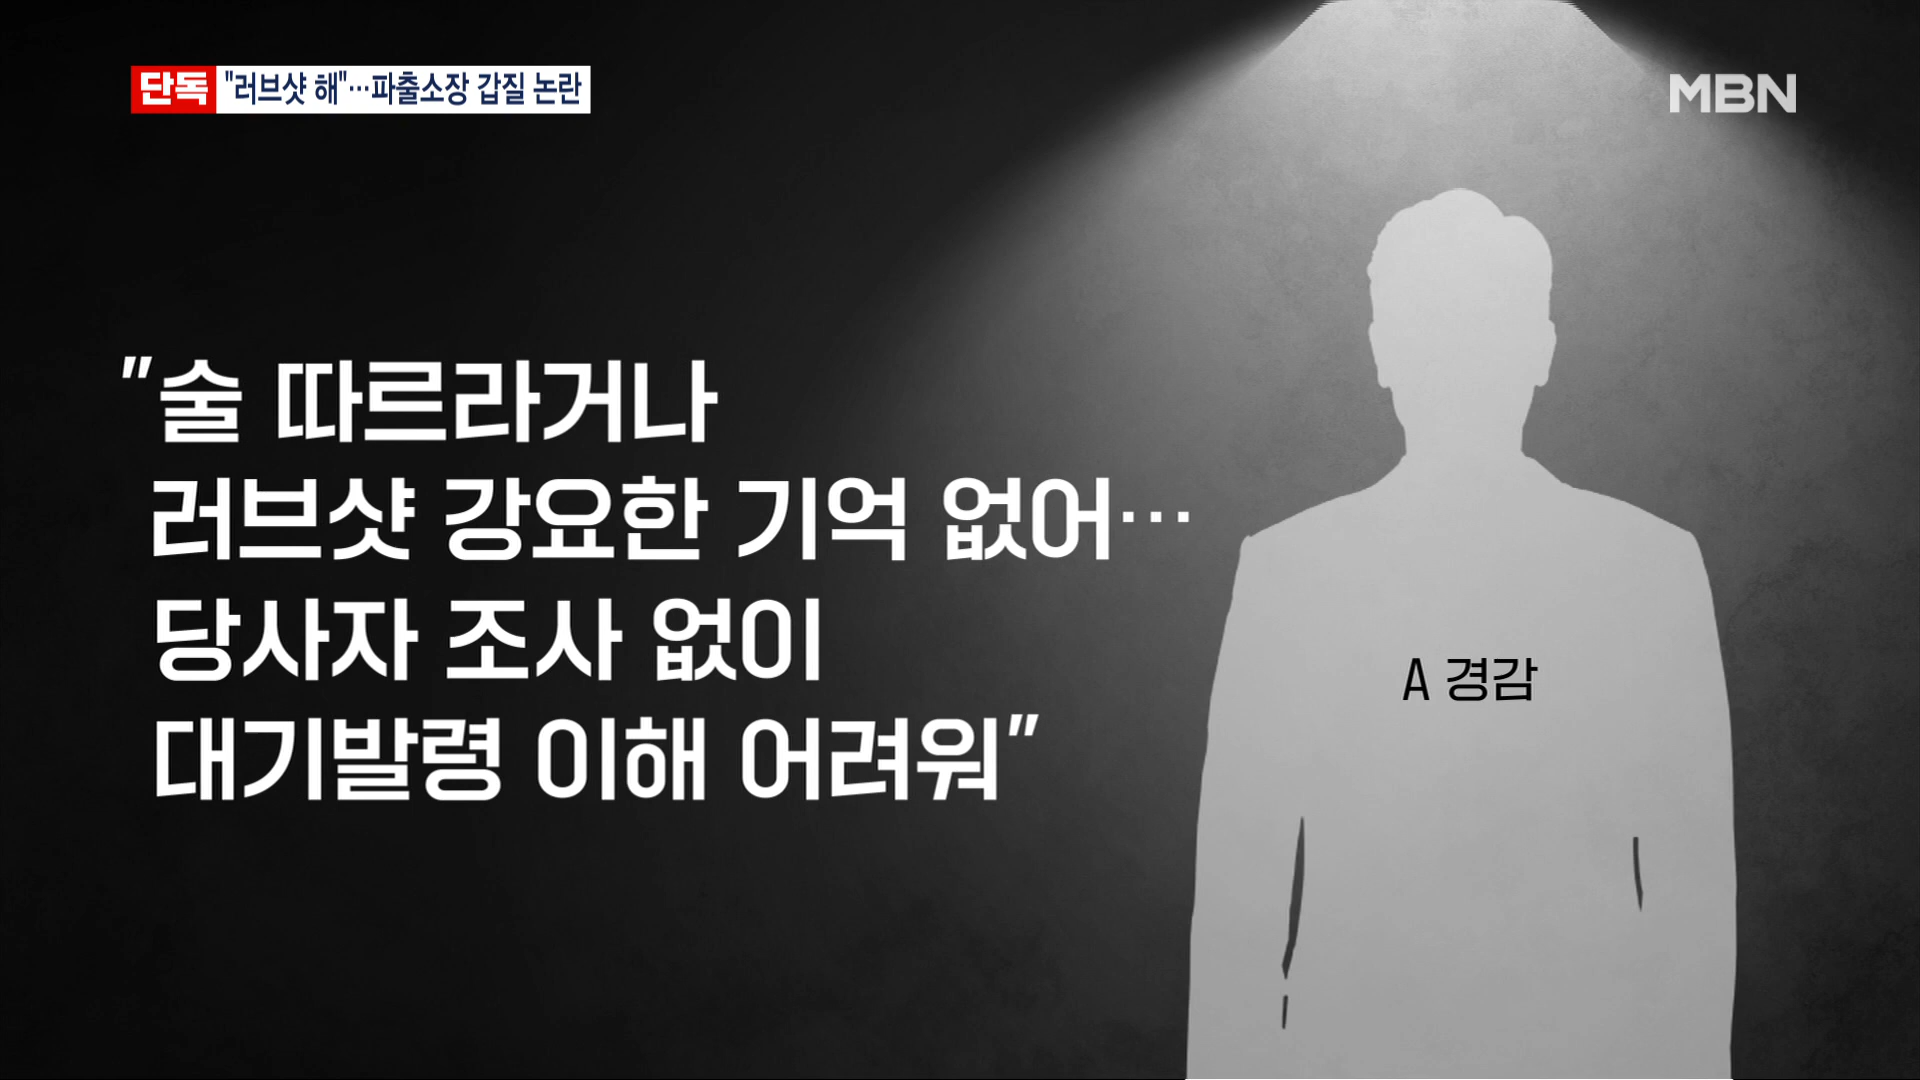 단독 "러브샷 해"…파출소장 갑질 논란
MBN
"술 따르라거나
러브샷 강요한 기억 없어…
당사자 조사 없이
대기발령 이해 어려워"
A 경감